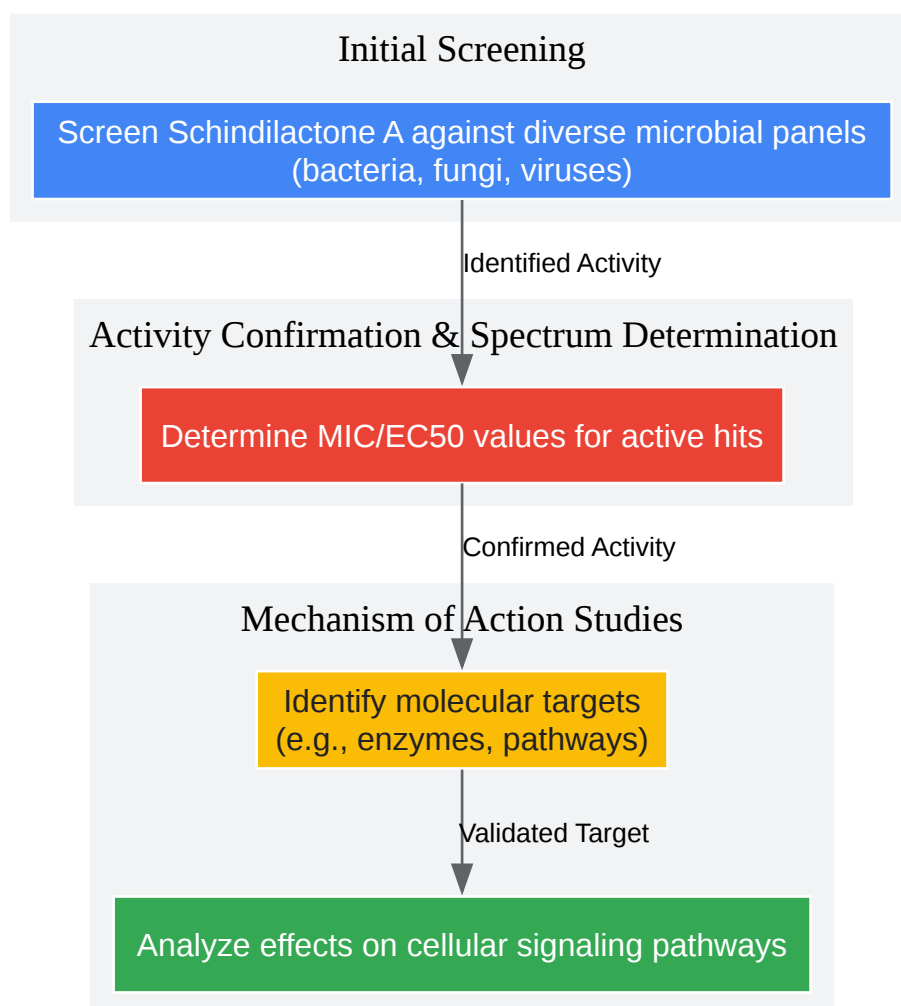 Initial Screening
Screen Schindilactone A against diverse microbial panels
(bacteria, fungi, viruses)
Identified Activity
Activity Confirmation & Spectrum Determination
Determine MIC/EC50 values for active hits
Confirmed Activity
Mechanism of Action Studies
Identify molecular targets
(e.g., enzymes, pathways)
Validated Target
Analyze effects on cellular signaling pathways